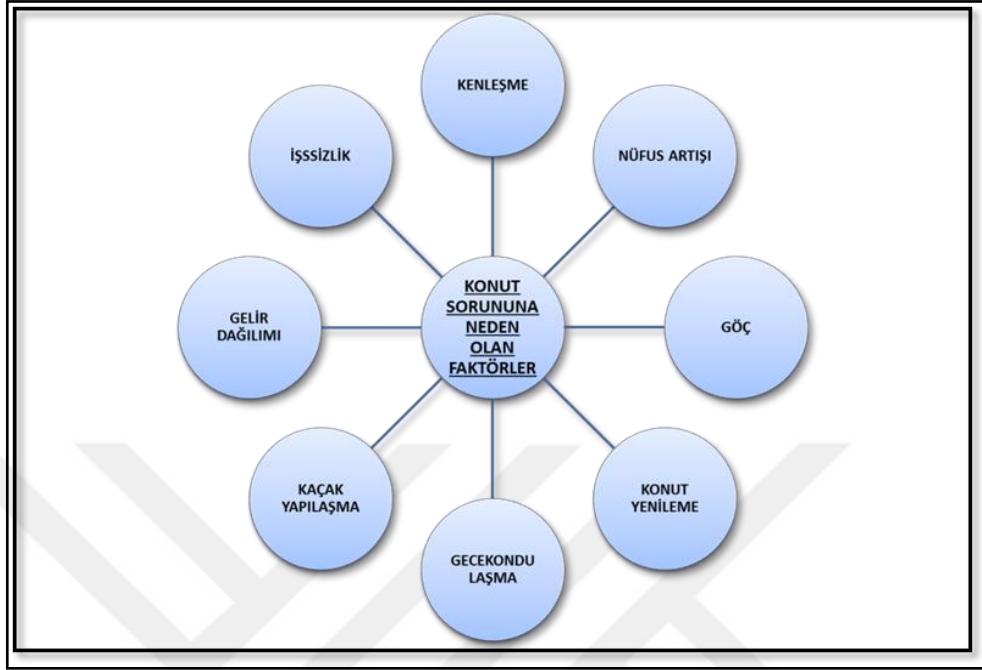 KENLEŞME
NÜFUS ARTIŞI
GÖÇ
KONUT
YENİLEME
GECEKONDU
LAŞMA
KAÇAK
YAPILAŞMA
GELİR
DAĞILIMI
İŞSSİZLİK
KONUT
SORUNUNA
NEDEN
OLAN
FAKTÖRLER